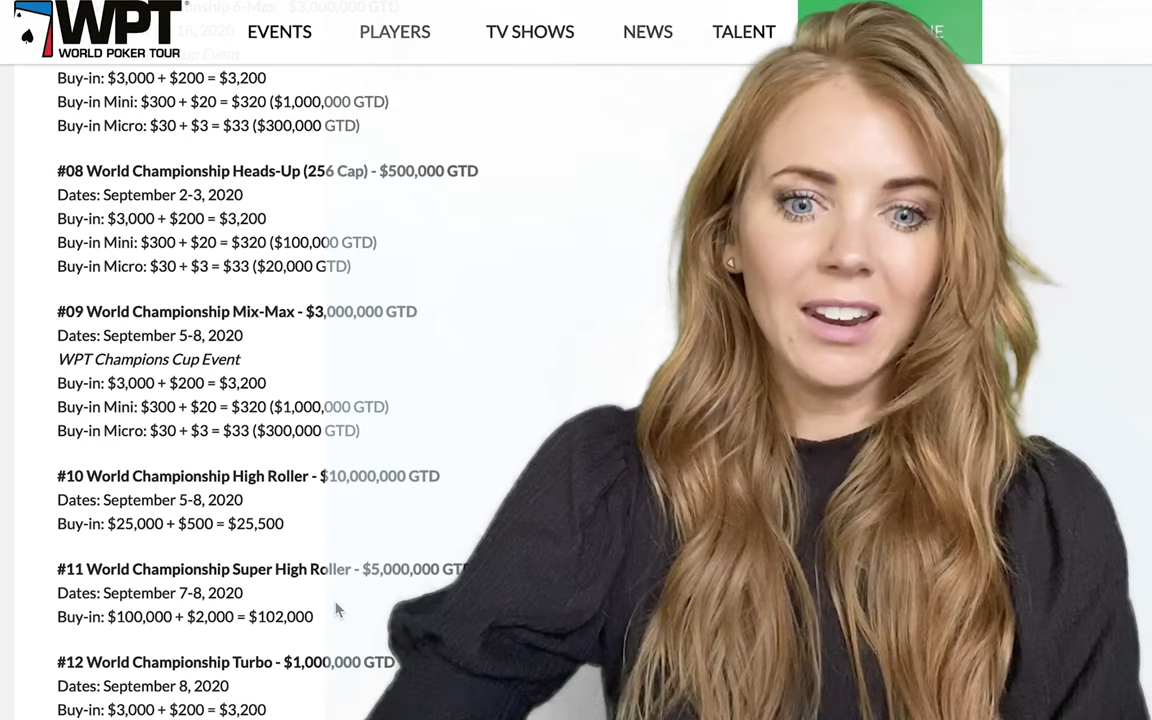 WPT
WORLD POKER TOUR
EVENTS PLAYERS TV SHOWS NEWS TALENT
Buy-in: $3,000 + $200 = $3,200
Buy-in Mini: $300 + $20 = $320 ($1,000,000 GTD)
Buy-in Micro: $30 + $3 = $33 ($300,000 GTD)
#08 World Championship Heads-Up (256 Cap) - $500,000 GTD
Dates: September 2-3, 2020
Buy-in: $3,000 + $200 = $3,200
Buy-in Mini: $300 + $20 = $320 ($100,000 GTD)
Buy-in Micro: $30 + $3 = $33 ($20,000 GTD)
#09 World Championship Mix-Max - $3,000,000 GTD
Dates: September 5-8, 2020
WPT Champions Cup Event
Buy-in: $3,000 + $200 = $3,200
Buy-in Mini: $300 + $20 = $320 ($1,000,000 GTD)
Buy-in Micro: $30 + $3 = $33 ($300,000 GTD)
#10 World Championship High Roller - $10,000,000 GTD
Dates: September 5-8, 2020
Buy-in: $25,000 + $500 = $25,500
#11 World Championship Super High Roller - $5,000,000 GTD
Dates: September 7-8, 2020
Buy-in: $100,000 + $2,000 = $102,000
#12 World Championship Turbo - $1,000,000 GTD
Dates: September 8, 2020
Buy-in: $3,000 + $200 = $3,200